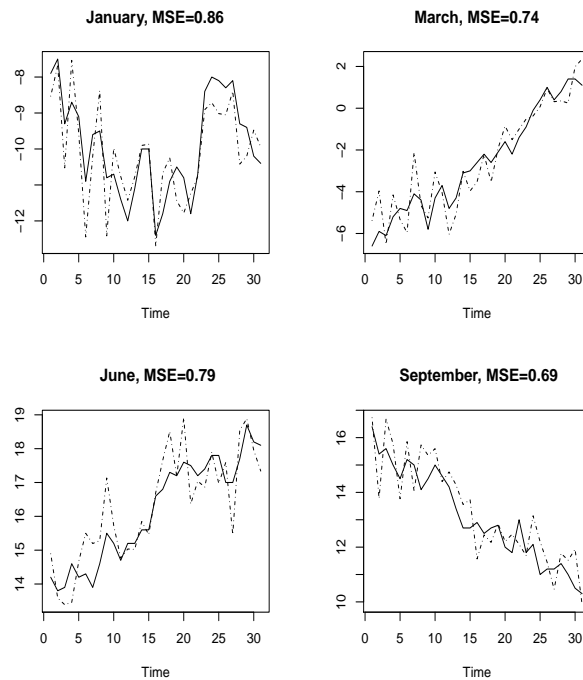 January, MSE=0.86
−8
−9
−10
−12
0 5 10 15 20 25 30
Time
March, MSE=0.74
2
0
−2
−4
−6
0 5 10 15 20 25 30
Time
June, MSE=0.79
19
18
17
16
15
14
0 5 10 15 20 25 30
Time
September, MSE=0.69
16
15
14
13
12
11
10
0 5 10 15 20 25 30
Time